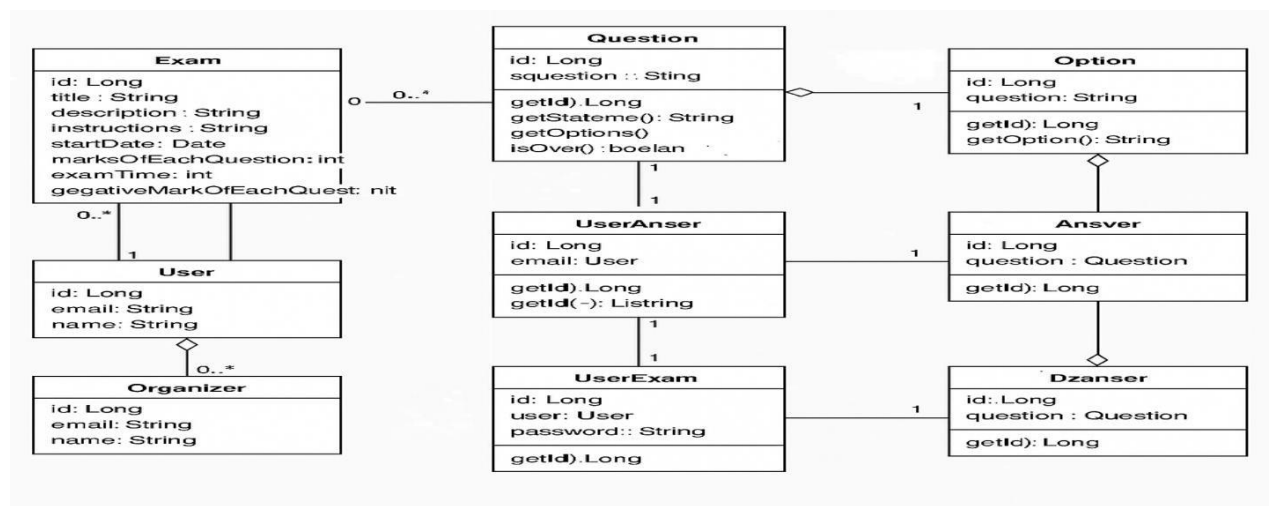 Exam
id: Long
title : String
description : String
instructions : String
startDate: Date
marksOfEachQuestion: int
examTime: int
gegativeMarkOfEachQuest: nit
0..*
1
User
id: Long
email: String
name: String
0..*
Organizer
id: Long
email: String
name: String
0
0..*
Question
id: Long
squestion :: Sting
getId).Long
getStateme(): String
getOptions()
isOver() :boelan
1
1
UserAnser
id: Long
email: User
getId).Long
getId(-): Listring
1
1
UserExam
id: Long
user: User
password:: String
getId).Long
1
Option
id: Long
question: String
getId): Long
getOption(): String
1
Ansver
id: Long
question : Question
getId): Long
1
Dzanser
id:.Long
question : Question
getId): Long